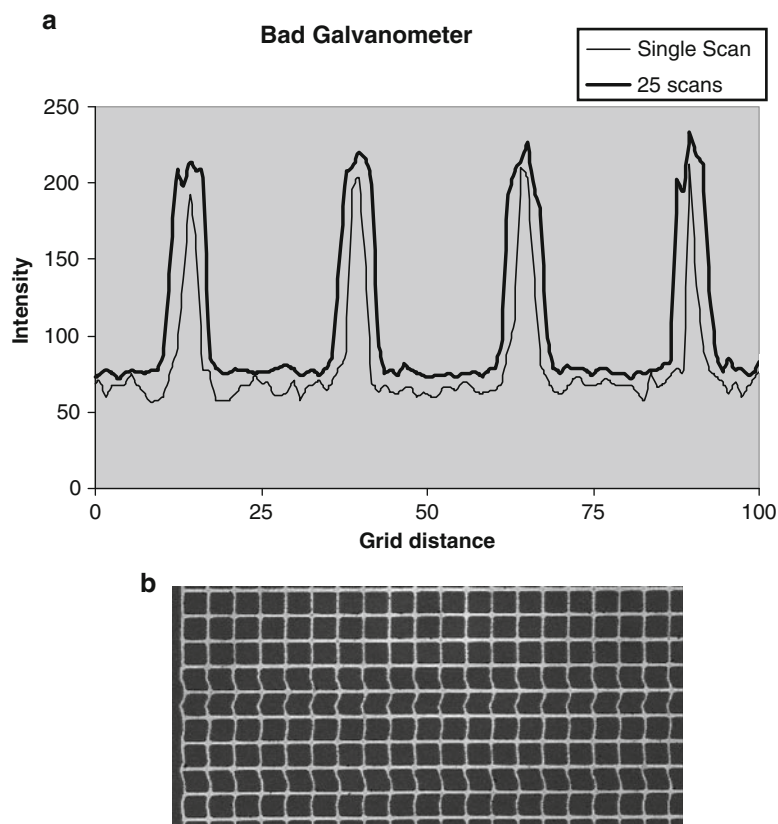 a
Bad Galvanometer
Single Scan
25 scans
250
200
150
100
50
0
Intensity
0 25 50 75 100
Grid distance
b